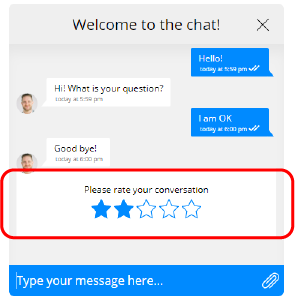 Welcome to the chat!
Hello!
today at 5:59 pm
Hi! What is your question?
today at 5:59 pm
I am OK
today at 6:00 pm
Good bye!
today at 6:00 pm
Please rate your conversation
Type your message here...